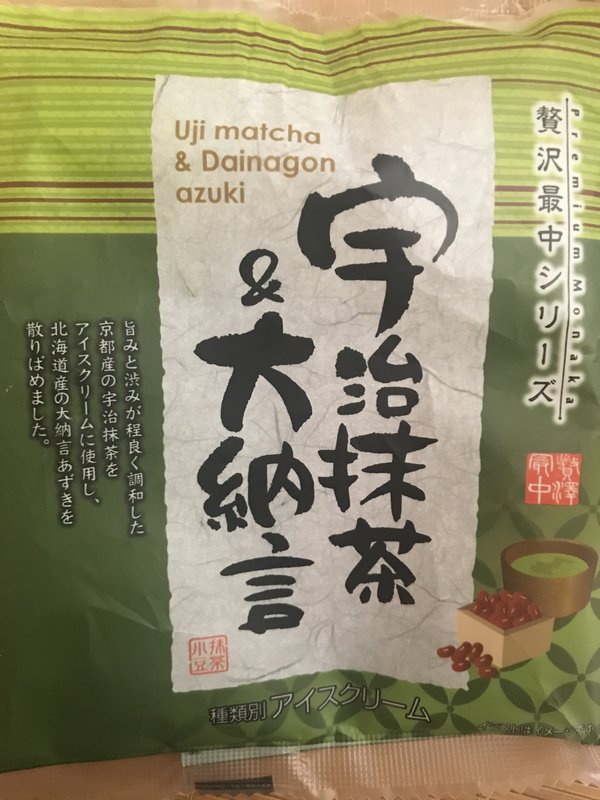 Uji matcha
& Dainagon
azuki
Premium Monaka
贅沢最中シリーズ
宇治抹茶
&大納言
旨みと渋みが程良く調和した
京都産の宇治抹茶を
アイスクリームに使用し、
北海道産の大納言あずきを
散りばめました。
贅澤
最中
抹茶
小豆
種類別アイスクリーム
イラストはイメージです